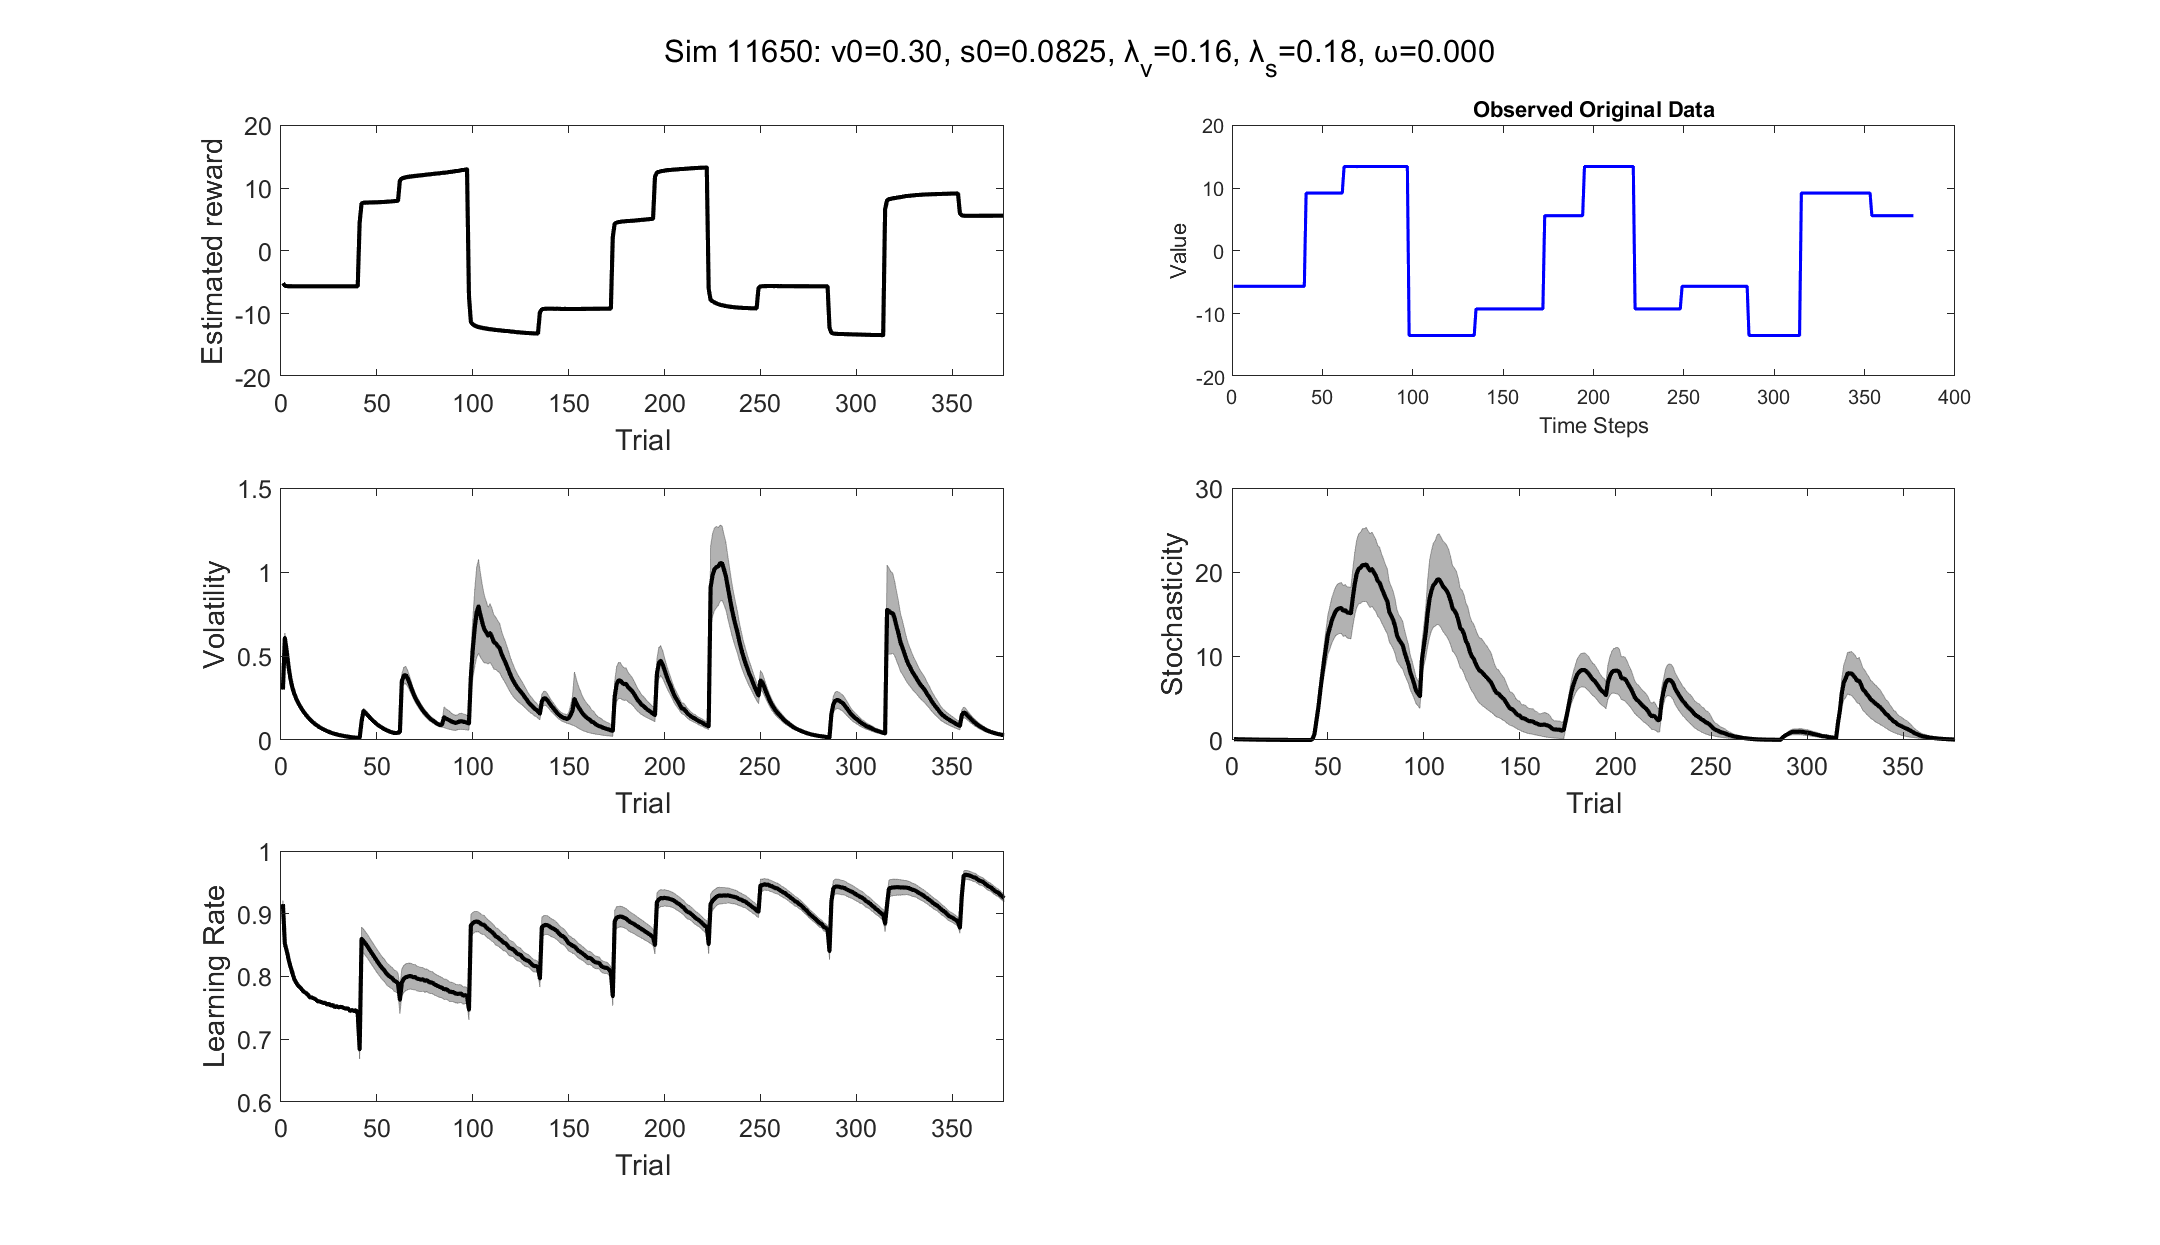 Sim 11650: v0=0.30, s0=0.0825, λ_v=0.16, λ_s=0.18, ω=0.000
Estimated reward
20
10
0
-10
-20
0 50 100 150 200 250 300 350
Trial
Observed Original Data
Value
20
10
0
-10
-20
0 50 100 150 200 250 300 350 400
Time Steps
Volatility
1.5
1
0.5
0
0 50 100 150 200 250 300 350
Trial
Stochasticity
30
20
10
0
0 50 100 150 200 250 300 350
Trial
Learning Rate
1
0.9
0.8
0.7
0.6
0 50 100 150 200 250 300 350
Trial